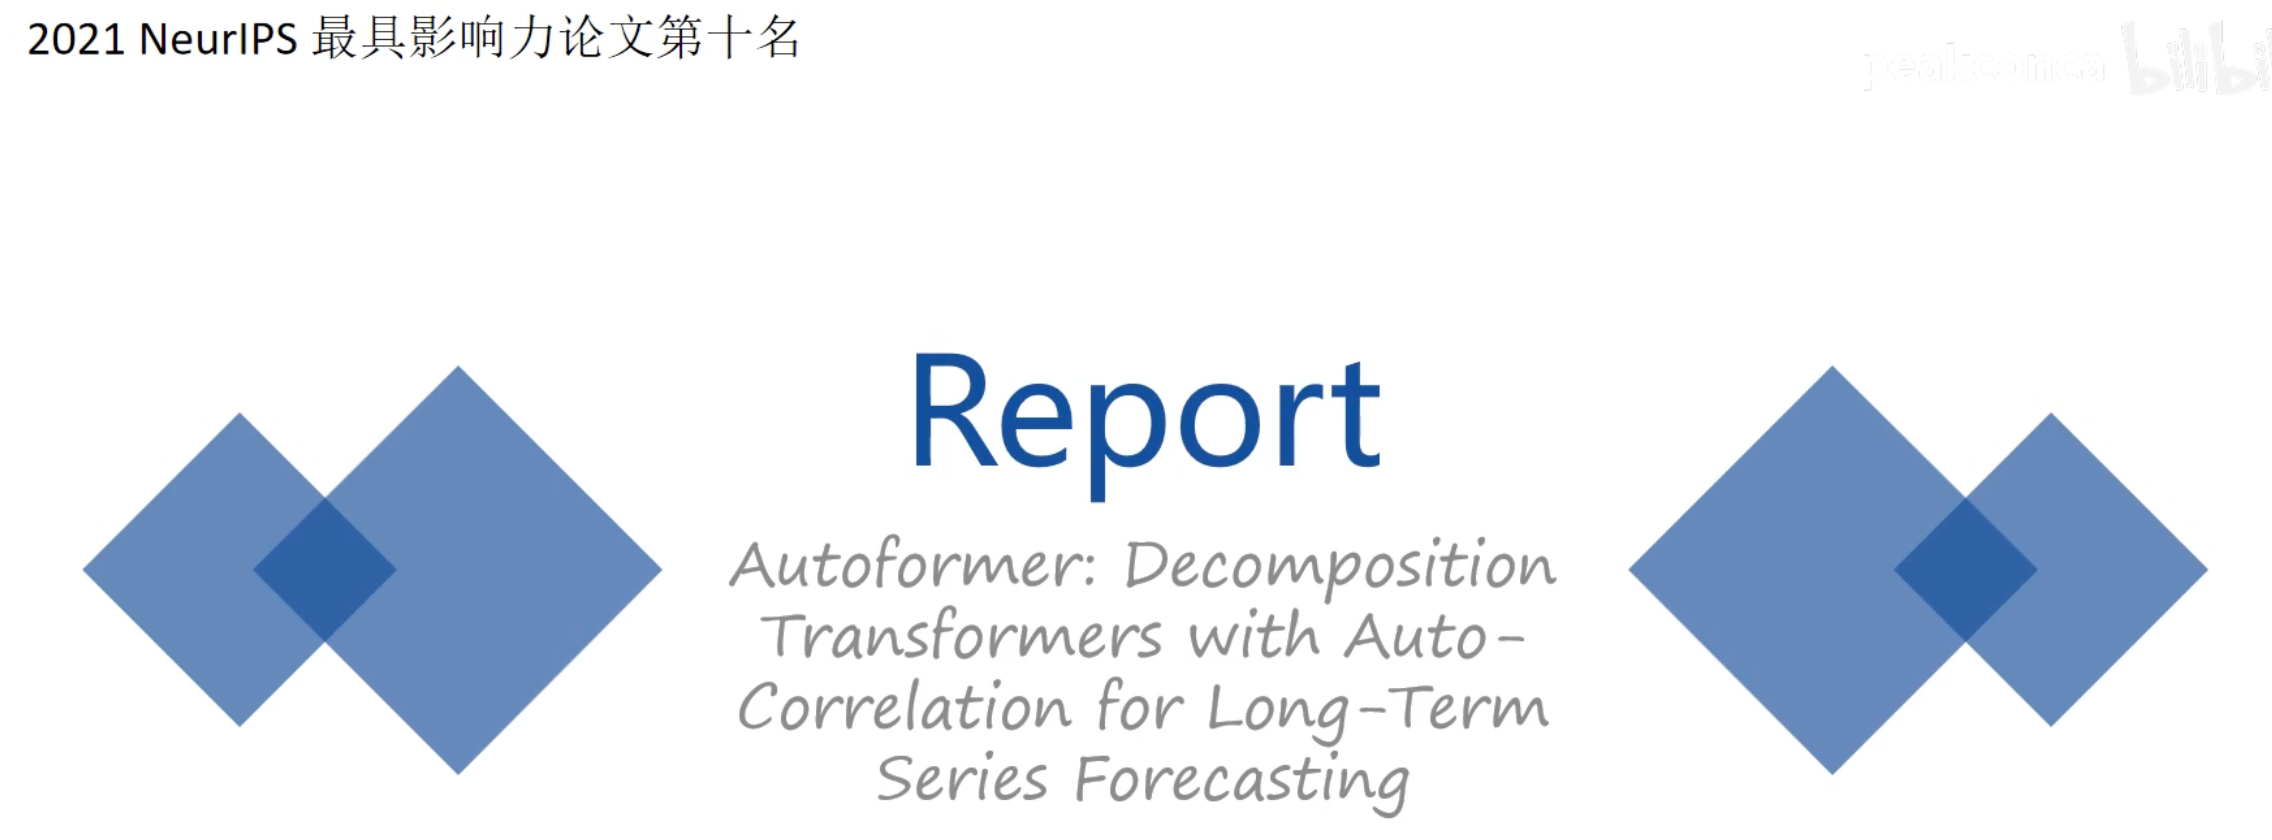 2021 NeurIPS 最具影响力论文第十名
peakconca bilibili
Report
Autoformer: Decomposition
Transformers with Auto-
Correlation for Long-Term
Series Forecasting